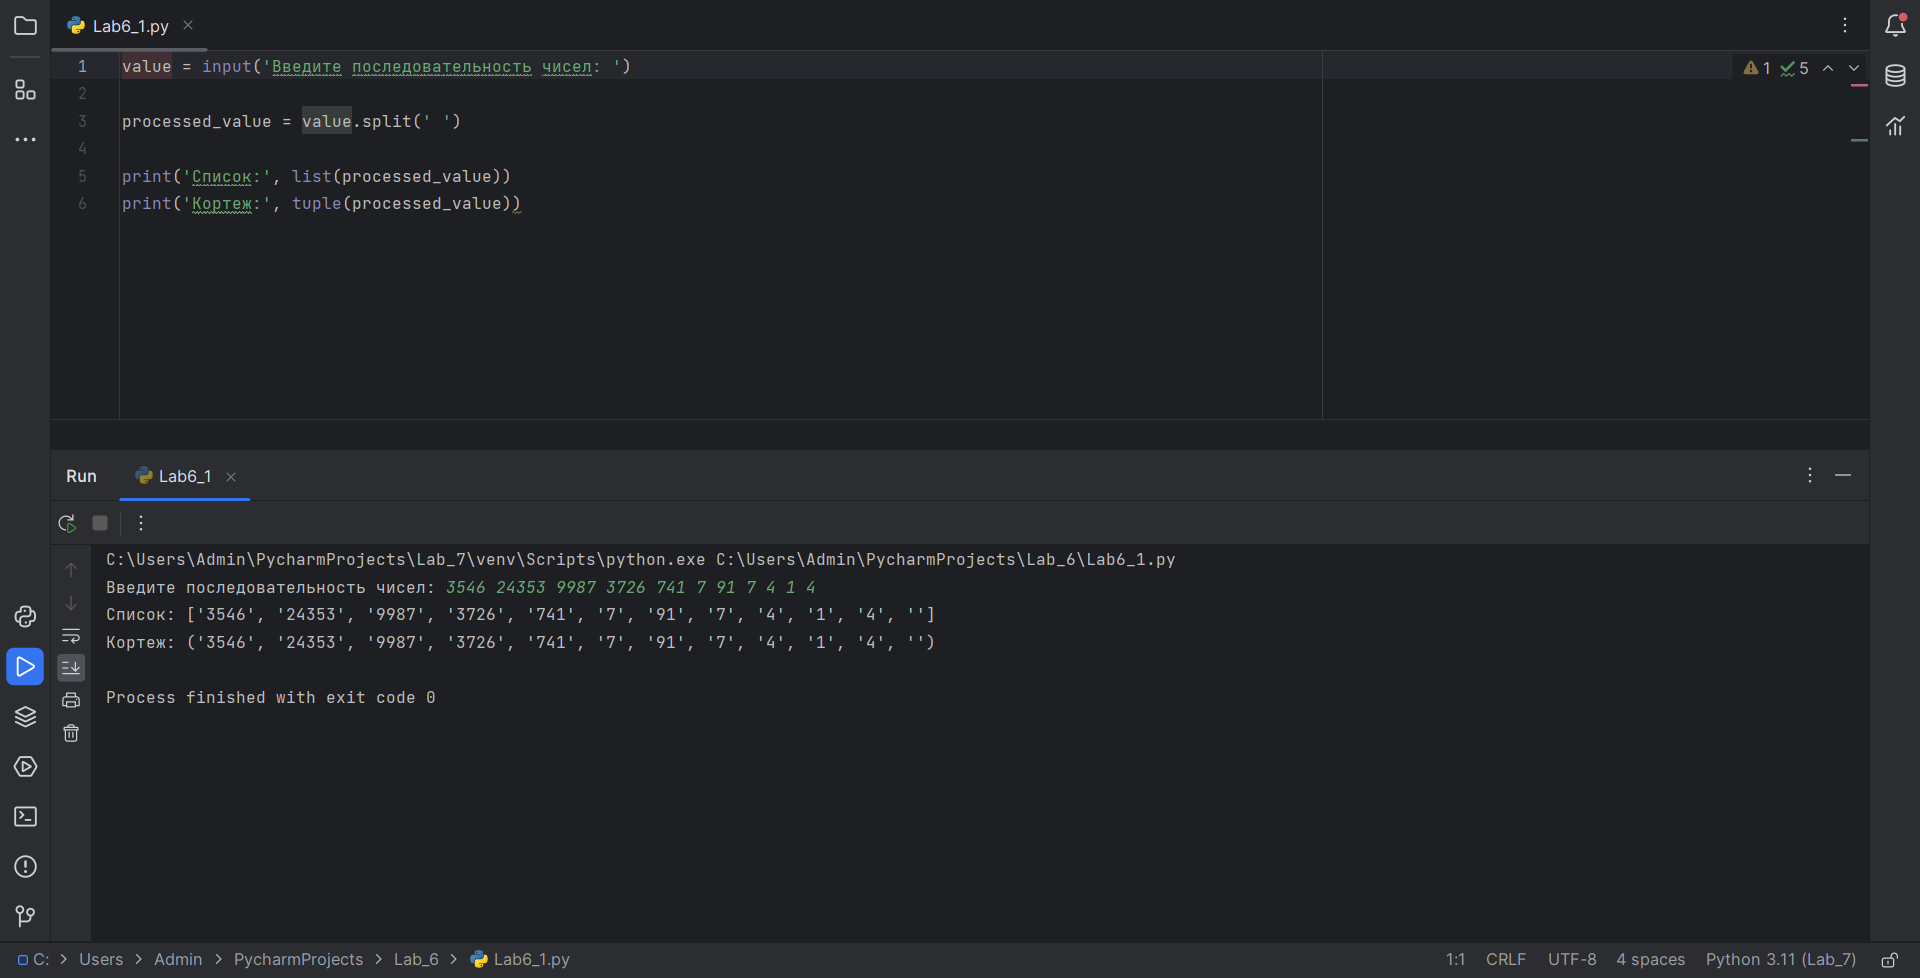 Lab6_1.py
1 value = input('Введите последовательность чисел: ')
1 5
2
3 processed_value = value.split(' ')
4
5 print('Список:', list(processed_value))
6 print('Кортеж:', tuple(processed_value))
Run Lab6_1
C:\Users\Admin\PycharmProjects\Lab_7\venv\Scripts\python.exe C:\Users\Admin\PycharmProjects\Lab_6\Lab6_1.py
Введите последовательность чисел: 3546 24353 9987 3726 741 7 91 7 4 1 4
Список: ['3546', '24353', '9987', '3726', '741', '7', '91', '7', '4', '1', '4', '']
Кортеж: ('3546', '24353', '9987', '3726', '741', '7', '91', '7', '4', '1', '4', '')
Process finished with exit code 0
C: > Users > Admin > PycharmProjects > Lab_6 > Lab6_1.py
1:1 CRLF UTF-8 4 spaces Python 3.11 (Lab_7)